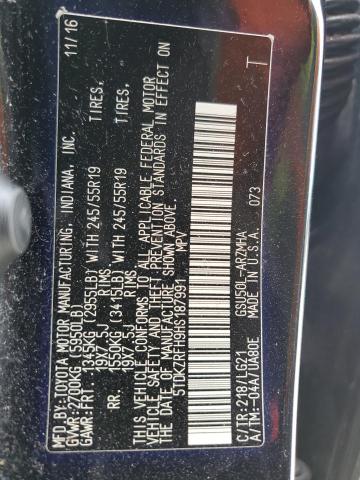 MFD.BY:TOYOTA MOTOR MANUFACTURING, INDIANA, INC. 11/16
GVWR:2700KG(5950LB)
GAWR:FRT. 1345KG (2955LB) WITH 245/55R19 TIRES,
19X7.5J RIMS
RR. 1550KG (3415LB) WITH 245/55R19 TIRES,
19X7.5J RIMS
THIS VEHICLE CONFORMS TO ALL APPLICABLE FEDERAL MOTOR
VEHICLE SAFETY, BUMPER, AND THEFT PREVENTION STANDARDS IN EFFECT ON
THE DATE OF MANUFACTURE SHOWN ABOVE.
5TDKZRFH9HS187991 MPV
T
C/TR:218/LG21 GSU50L-ARZMHA 073
A/TM:-04A/UA80E MADE IN U.S.A.